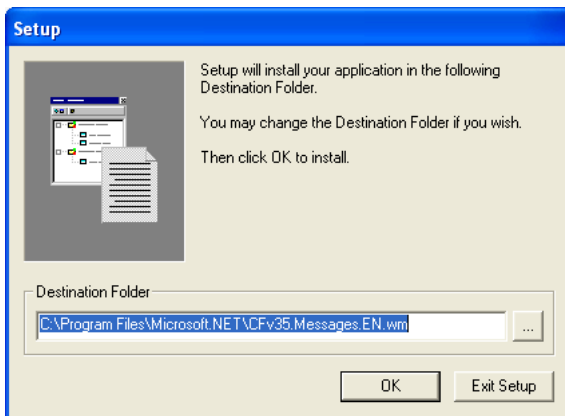 Setup
Setup will install your application in the following
Destination Folder.
You may change the Destination Folder if you wish.
Then click OK to install.
Destination Folder
C:\Program Files\Microsoft.NET\CFv35.Messages.EN.wm
...
OK
Exit Setup